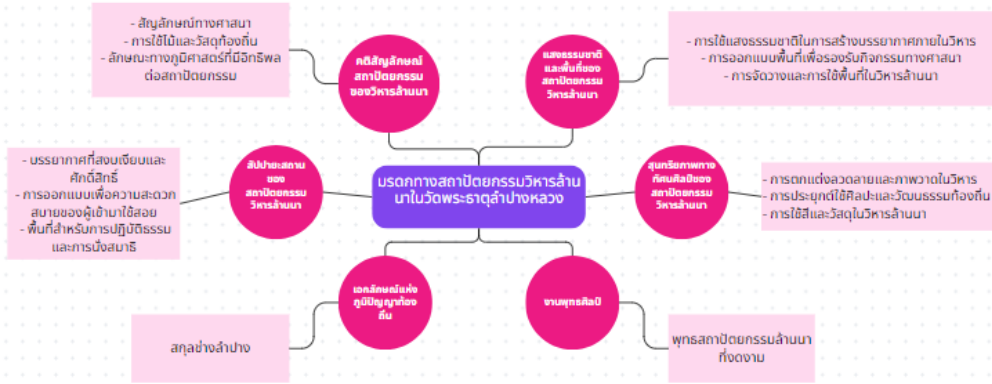 - สัญลักษณ์ทางศาสนา
- การใช้ไม้และวัสดุท้องถิ่น
- ลักษณะทางภูมิศาสตร์ที่มีอิทธิพล
ต่อสถาปัตยกรรม
คติสัญลักษณ์
สถาปัตยกรรม
ของวิหารล้านนา
แสงธรรมชาติ
และพื้นที่ของ
สถาปัตยกรรม
วิหารล้านนา
- การใช้แสงธรรมชาติในการสร้างบรรยากาศภายในวิหาร
- การออกแบบพื้นที่เพื่อรองรับกิจกรรมทางศาสนา
- การจัดวางและการใช้พื้นที่ในวิหารล้านนา
- บรรยากาศที่สงบเงียบและ
ศักดิ์สิทธิ์
- การออกแบบเพื่อความสะดวก
สบายของผู้เข้ามาใช้สอย
- พื้นที่สำหรับการปฏิบัติธรรม
และการนั่งสมาธิ
สัปปายะสถาน
ของ
สถาปัตยกรรม
วิหารล้านนา
มรดกทางสถาปัตยกรรมวิหารล้าน
นาในวัดพระธาตุลำปางหลวง
สุนทรียภาพทาง
ทัศนศิลป์ของ
สถาปัตยกรรม
วิหารล้านนา
- การตกแต่งลวดลายและภาพวาดในวิหาร
- การประยุกต์ใช้ศิลปะและวัฒนธรรมท้องถิ่น
- การใช้สีและวัสดุในวิหารล้านนา
สกุลช่างลำปาง
เอกลักษณ์แห่ง
ภูมิปัญญาท้อง
ถิ่น
งานพุทธศิลป์
พุทธสถาปัตยกรรมล้านนา
ที่งดงาม